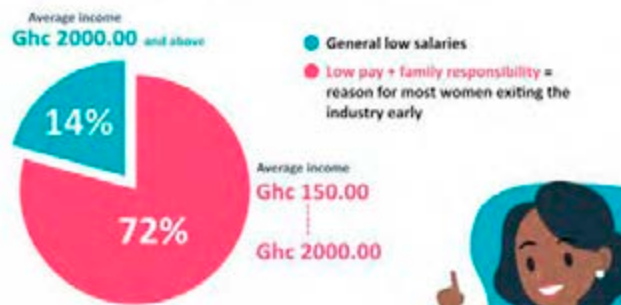 Average income
Ghc 2000.00 and above
14%
72%
General low salaries
Low pay + family responsibility =
reason for most women exiting the
industry early
Average income
Ghc 150.00
Ghc 2000.00